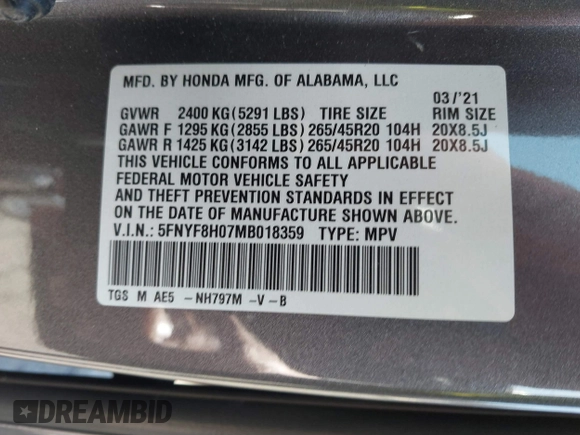 MFD. BY HONDA MFG. OF ALABAMA, LLC
03/'21
GVWR 2400 KG (5291 LBS) TIRE SIZE RIM SIZE
GAWR F 1295 KG (2855 LBS) 265/45R20 104H 20X8.5J
GAWR R 1425 KG (3142 LBS) 265/45R20 104H 20X8.5J
THIS VEHICLE CONFORMS TO ALL APPLICABLE
FEDERAL MOTOR VEHICLE SAFETY
AND THEFT PREVENTION STANDARDS IN EFFECT
ON THE DATE OF MANUFACTURE SHOWN ABOVE.
V.I.N.: 5FNYF8H07MB018359 TYPE: MPV
TGS M AE5 -NH797M -V-B
DREAMBID